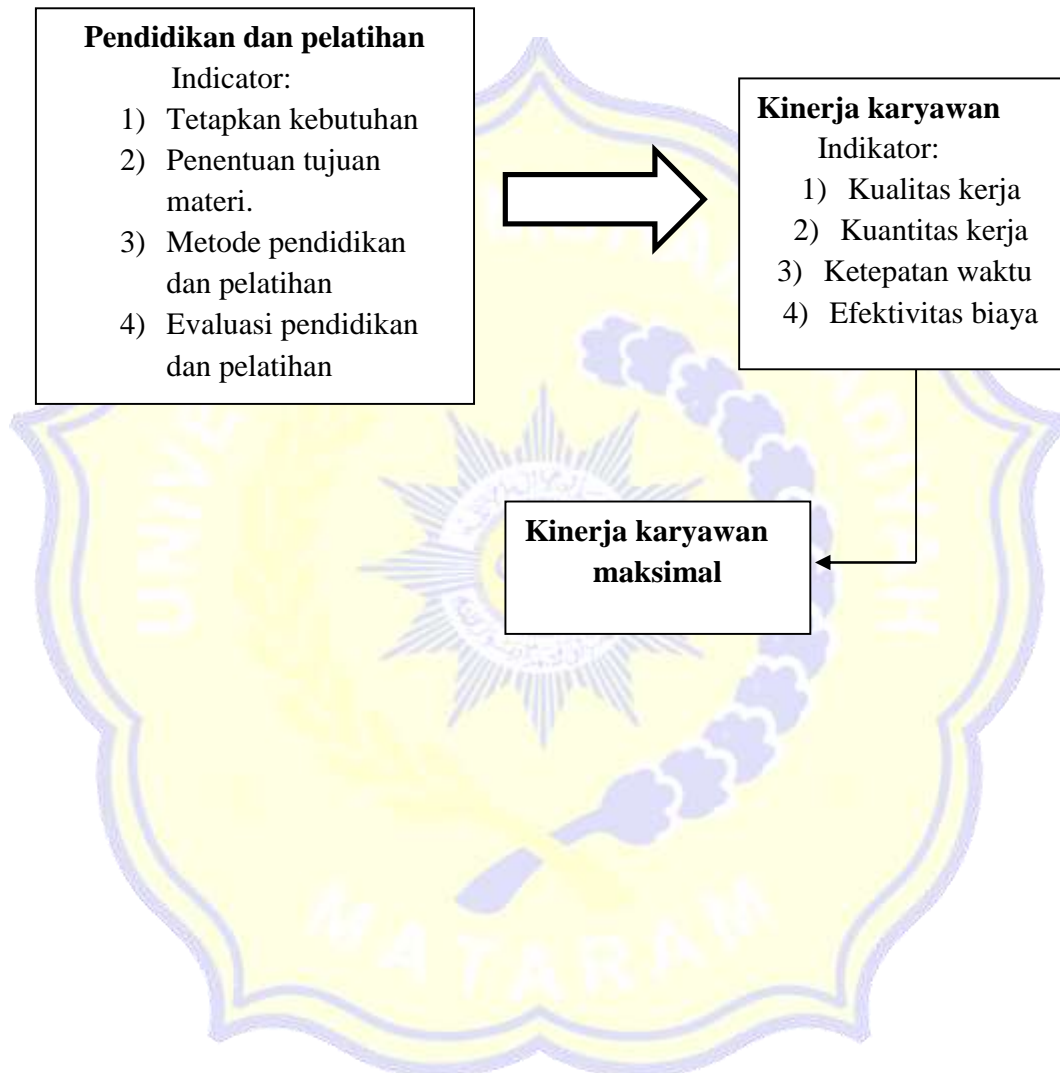 Pendidikan dan pelatihan
Indicator:
1) Tetapkan kebutuhan
2) Penentuan tujuan
materi.
3) Metode pendidikan
dan pelatihan
4) Evaluasi pendidikan
dan pelatihan
Kinerja karyawan
Indikator:
1) Kualitas kerja
2) Kuantitas kerja
3) Ketepatan waktu
4) Efektivitas biaya
Kinerja karyawan
maksimal
MATARAM